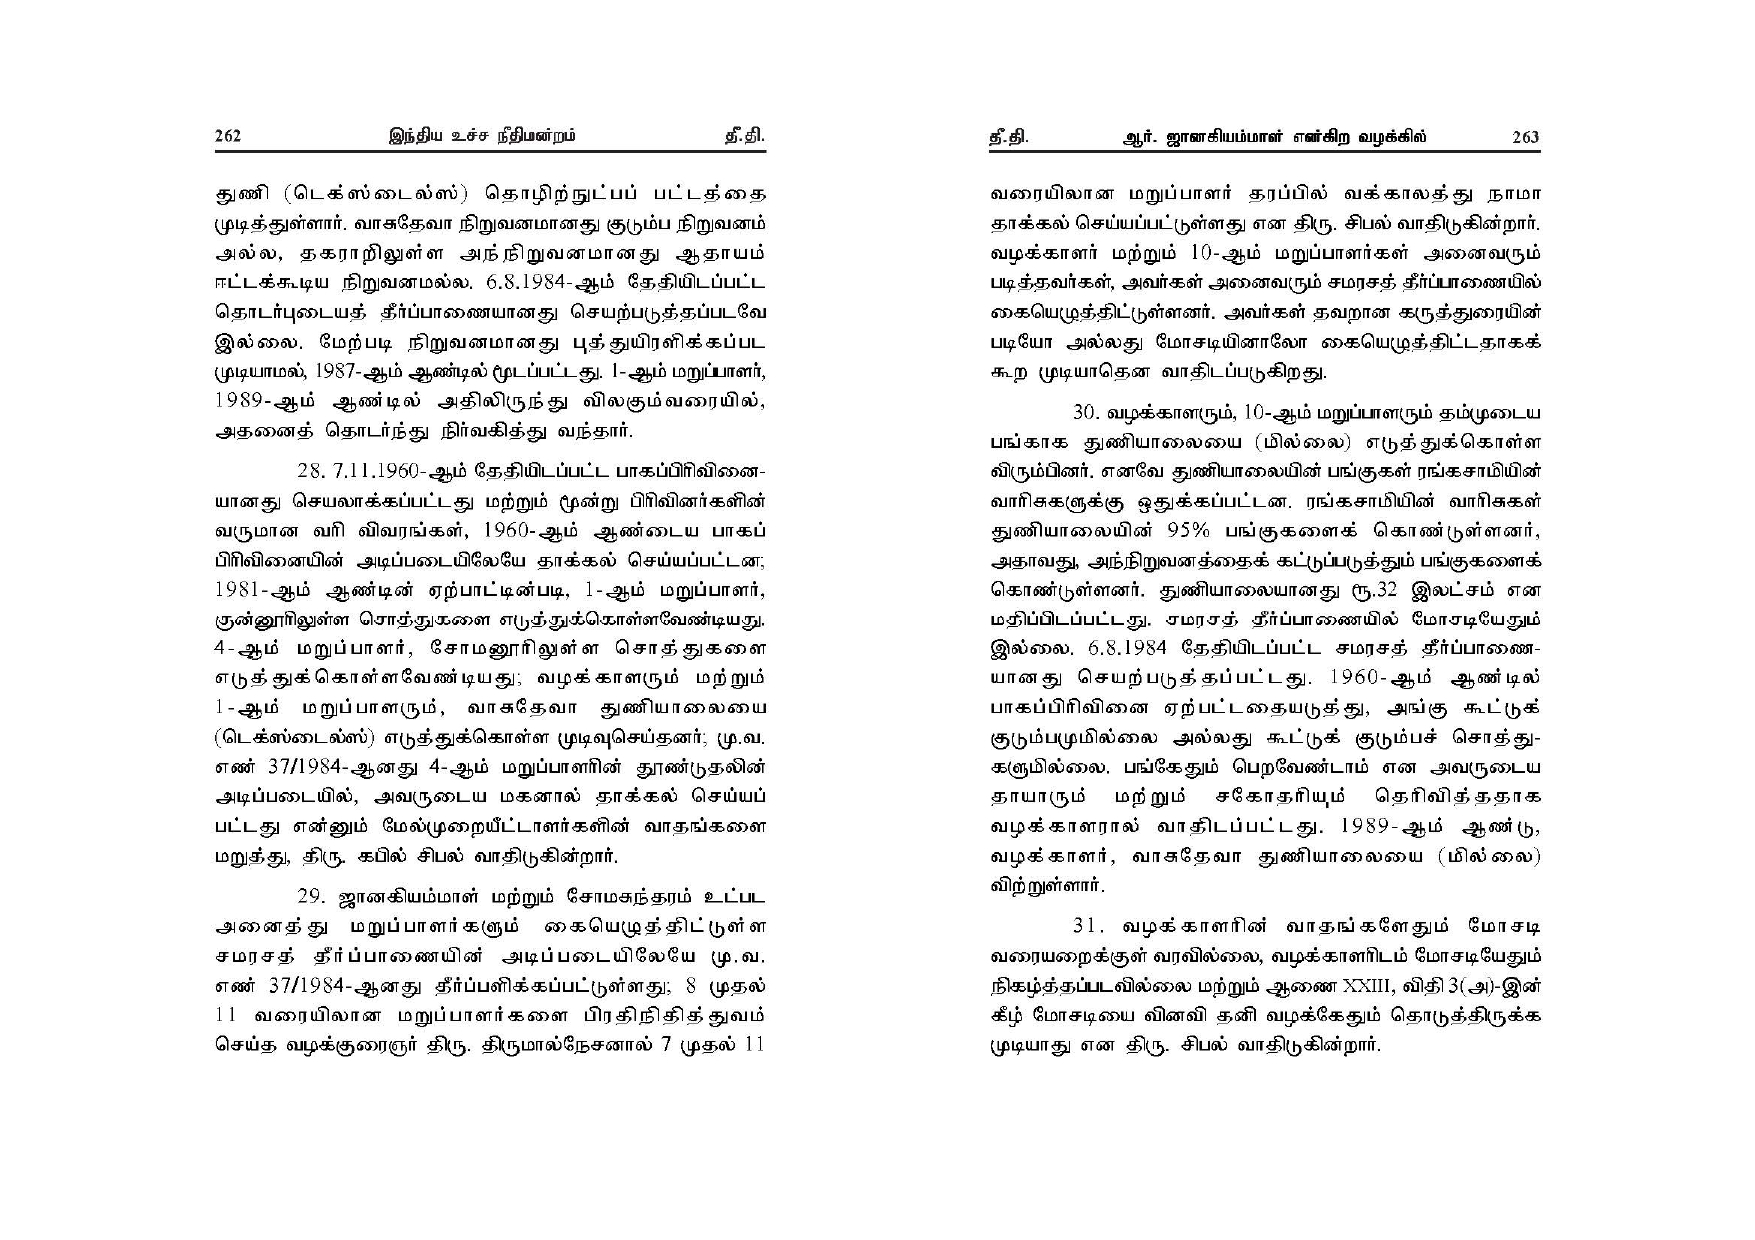 262 இந்திய உச்ச நீதிமன்றம் தீ.தி.
துணி (டெக்ஸ்டைல்ஸ்) தொழிற்நுட்பப் பட்டத்தை
முடித்துள்ளார். வாசுதேவா நிறுவனமானது குடும்ப நிறுவனம்
அல்ல, தகராறிலுள்ள அந்நிறுவனமானது ஆதாயம்
ஈட்டக்கூடிய நிறுவனமல்ல. 6.8.1984-ஆம் தேதியிடப்பட்ட
தொடர்புடையத் தீர்ப்பாணையானது செயற்படுத்தப்படவே
இல்லை. மேற்படி நிறுவனமானது புத்துயிரளிக்கப்பட
முடியாமல், 1987-ஆம் ஆண்டில் மூடப்பட்டது. 1-ஆம் மறுப்பாளர்,
1989-ஆம் ஆண்டில் அதிலிருந்து விலகும்வரையில்,
அதனைத் தொடர்ந்து நிர்வகித்து வந்தார்.
28. 7.11.1960-ஆம் தேதியிடப்பட்ட பாகப்பிரிவினை-
யானது செயலாக்கப்பட்டது மற்றும் மூன்று பிரிவினர்களின்
வருமான வரி விவரங்கள், 1960-ஆம் ஆண்டைய பாகப்
பிரிவினையின் அடிப்படையிலேயே தாக்கல் செய்யப்பட்டன;
1981-ஆம் ஆண்டின் ஏற்பாட்டின்படி, 1-ஆம் மறுப்பாளர்,
குன்னூரிலுள்ள சொத்துகளை எடுத்துக்கொள்ளவேண்டியது.
4-ஆம் மறுப்பாளர், சோமனூரிலுள்ள சொத்துகளை
எடுத்துக்கொள்ளவேண்டியது; வழக்காளரும் மற்றும்
1-ஆம் மறுப்பாளரும், வாசுதேவா துணியாலையை
(டெக்ஸ்டைல்ஸ்) எடுத்துக்கொள்ள முடிவுசெய்தனர்; மு.வ.
எண் 37/1984-ஆனது 4-ஆம் மறுப்பாளரின் தூண்டுதலின்
அடிப்படையில், அவருடைய மகனால் தாக்கல் செய்யப்
பட்டது என்னும் மேல்முறையீட்டாளர்களின் வாதங்களை
மறுத்து, திரு. கபில் சிபல் வாதிடுகின்றார்.
29. ஜானகியம்மாள் மற்றும் சோமசுந்தரம் உட்பட
அனைத்து மறுப்பாளர்களும் கையெழுத்திட்டுள்ள
சமரசத் தீர்ப்பாணையின் அடிப்படையிலேயே மு.வ.
எண் 37/1984-ஆனது தீர்ப்பளிக்கப்பட்டுள்ளது; 8 முதல்
11 வரையிலான மறுப்பாளர்களை பிரதிநிதித்துவம்
செய்த வழக்குரைஞர் திரு. திருமால்நேசனால் 7 முதல் 11
தீ.தி. ஆர். ஜானகியம்மாள் எண்கிற வழக்கில் 263
வரையிலான மறுப்பாளர் தரப்பில் வக்காலத்து நாமா
தாக்கல் செய்யப்பட்டுள்ளது என திரு. சிபல் வாதிடுகின்றார்.
வழக்காளர் மற்றும் 10-ஆம் மறுப்பாளர்கள் அனைவரும்
படித்தவர்கள், அவர்கள் அனைவரும் சமரசத் தீர்ப்பாணையில்
கையெழுத்திட்டுள்ளனர். அவர்கள் தவறான கருத்துரையின்
படியோ அல்லது மோசடியினாலோ கையெழுத்திட்டதாகக்
கூற முடியாதென வாதிடப்படுகிறது.
30. வழக்காளரும், 10-ஆம் மறுப்பாளரும் தம்முடைய
பங்காக துணியாலையை (மில்லை) எடுத்துக்கொள்ள
விரும்பினர். எனவே துணியாலையின் பங்குகள் ரங்கசாமியின்
வாரிசுகளுக்கு ஒதுக்கப்பட்டன. ரங்கசாமியின் வாரிசுகள்
துணியாலையின் 95% பங்குகளைக் கொண்டுள்ளனர்,
அதாவது, அந்நிறுவனத்தைக் கட்டுப்படுத்தும் பங்குகளைக்
கொண்டுள்ளனர். துணியாலையானது ரூ.32 இலட்சம் என
மதிப்பிடப்பட்டது. சமரசத் தீர்ப்பாணையில் மோசடியேதும்
இல்லை. 6.8.1984 தேதியிடப்பட்ட சமரசத் தீர்ப்பாணை-
யானது செயற்படுத்தப்பட்டது. 1960-ஆம் ஆண்டில்
பாகப்பிரிவினை ஏற்பட்டதையடுத்து, அங்கு கூட்டுக்
குடும்பமுமில்லை அல்லது கூட்டுக் குடும்பச் சொத்து-
களுமில்லை. பங்கேதும் பெறவேண்டாம் என அவருடைய
தாயாரும் மற்றும் சகோதரியும் தெரிவித்ததாக
வழக்காளரால் வாதிடப்பட்டது. 1989-ஆம் ஆண்டு,
வழக்காளர், வாசுதேவா துணியாலையை (மில்லை)
விற்றுள்ளார்.
31. வழக்காளரின் வாதங்களேதும் மோசடி
வரையறைக்குள் வரவில்லை, வழக்காளரிடம் மோசடியேதும்
நிகழ்த்தப்படவில்லை மற்றும் ஆணை XXIII, விதி 3(அ)-இன்
கீழ் மோசடியை வினவி தனி வழக்கேதும் தொடுத்திருக்க
முடியாது என திரு. சிபல் வாதிடுகின்றார்.